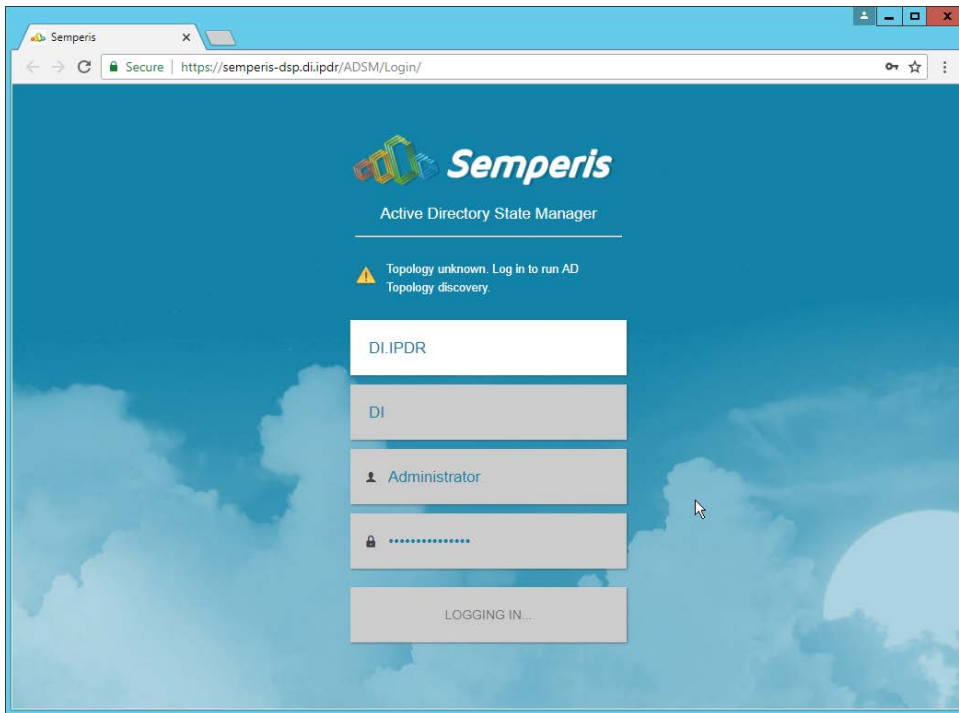 Semperis
Secure | https://semperis-dsp.di.ipdr/ADSM/Login/
Semperis
Active Directory State Manager
Topology unknown. Log in to run AD
Topology discovery.
DI.IPDR
DI
Administrator
•••••••••••••••
LOGGING IN...